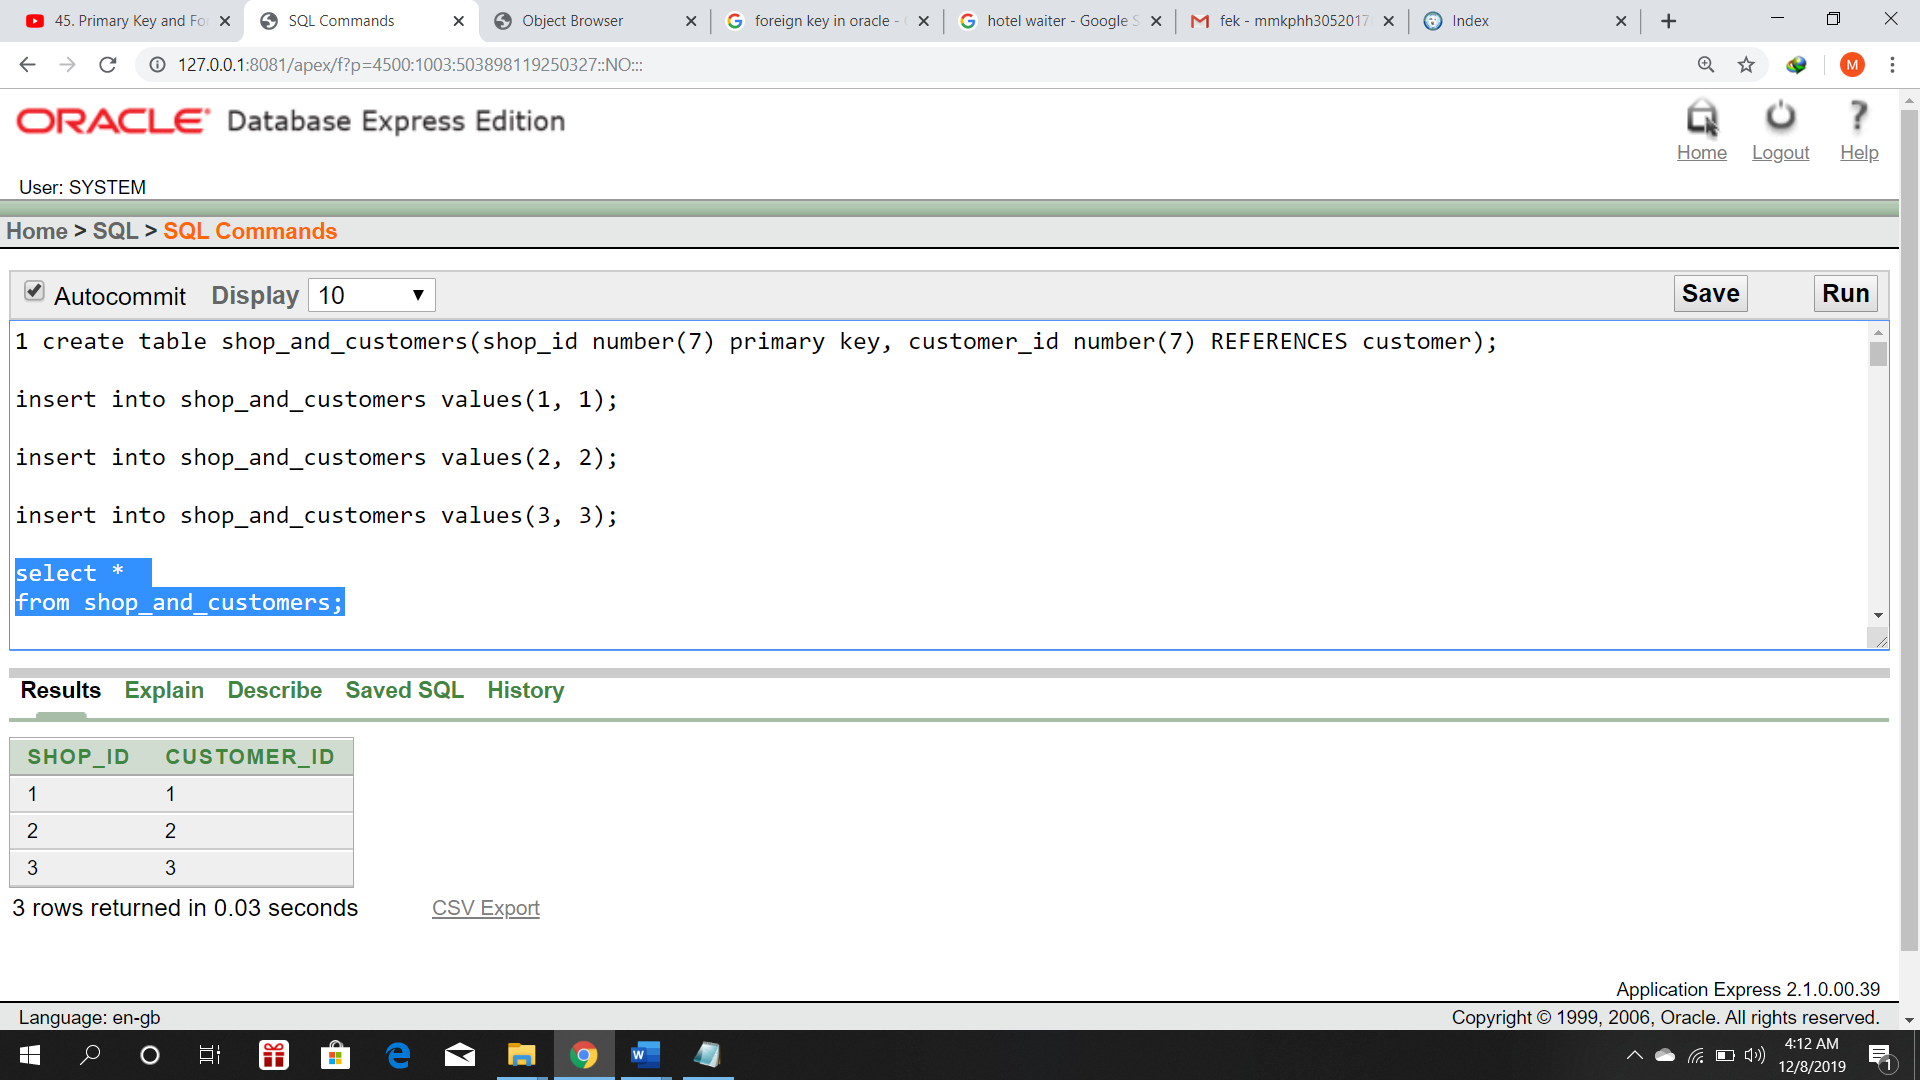 45. Primary Key and Fo
SQL Commands
Object Browser
foreign key in oracle -
hotel waiter - Google S
fek - mmkphh3052017
Index
127.0.0.1:8081/apex/f?p=4500:1003:503898119250327::NO:::
M
ORACLE Database Express Edition
Home
Logout
Help
User: SYSTEM
Home > SQL > SQL Commands
Autocommit Display 10
Save
Run
1 create table shop_and_customers(shop_id number(7) primary key, customer_id number(7) REFERENCES customer);
insert into shop_and_customers values(1, 1);
insert into shop_and_customers values(2, 2);
insert into shop_and_customers values(3, 3);
select *
from shop_and_customers;
Results Explain Describe Saved SQL History
SHOP_ID CUSTOMER_ID
1 1
2 2
3 3
3 rows returned in 0.03 seconds
CSV Export
Application Express 2.1.0.00.39
Language: en-gb
Copyright © 1999, 2006, Oracle. All rights reserved.
4:12 AM
12/8/2019
1